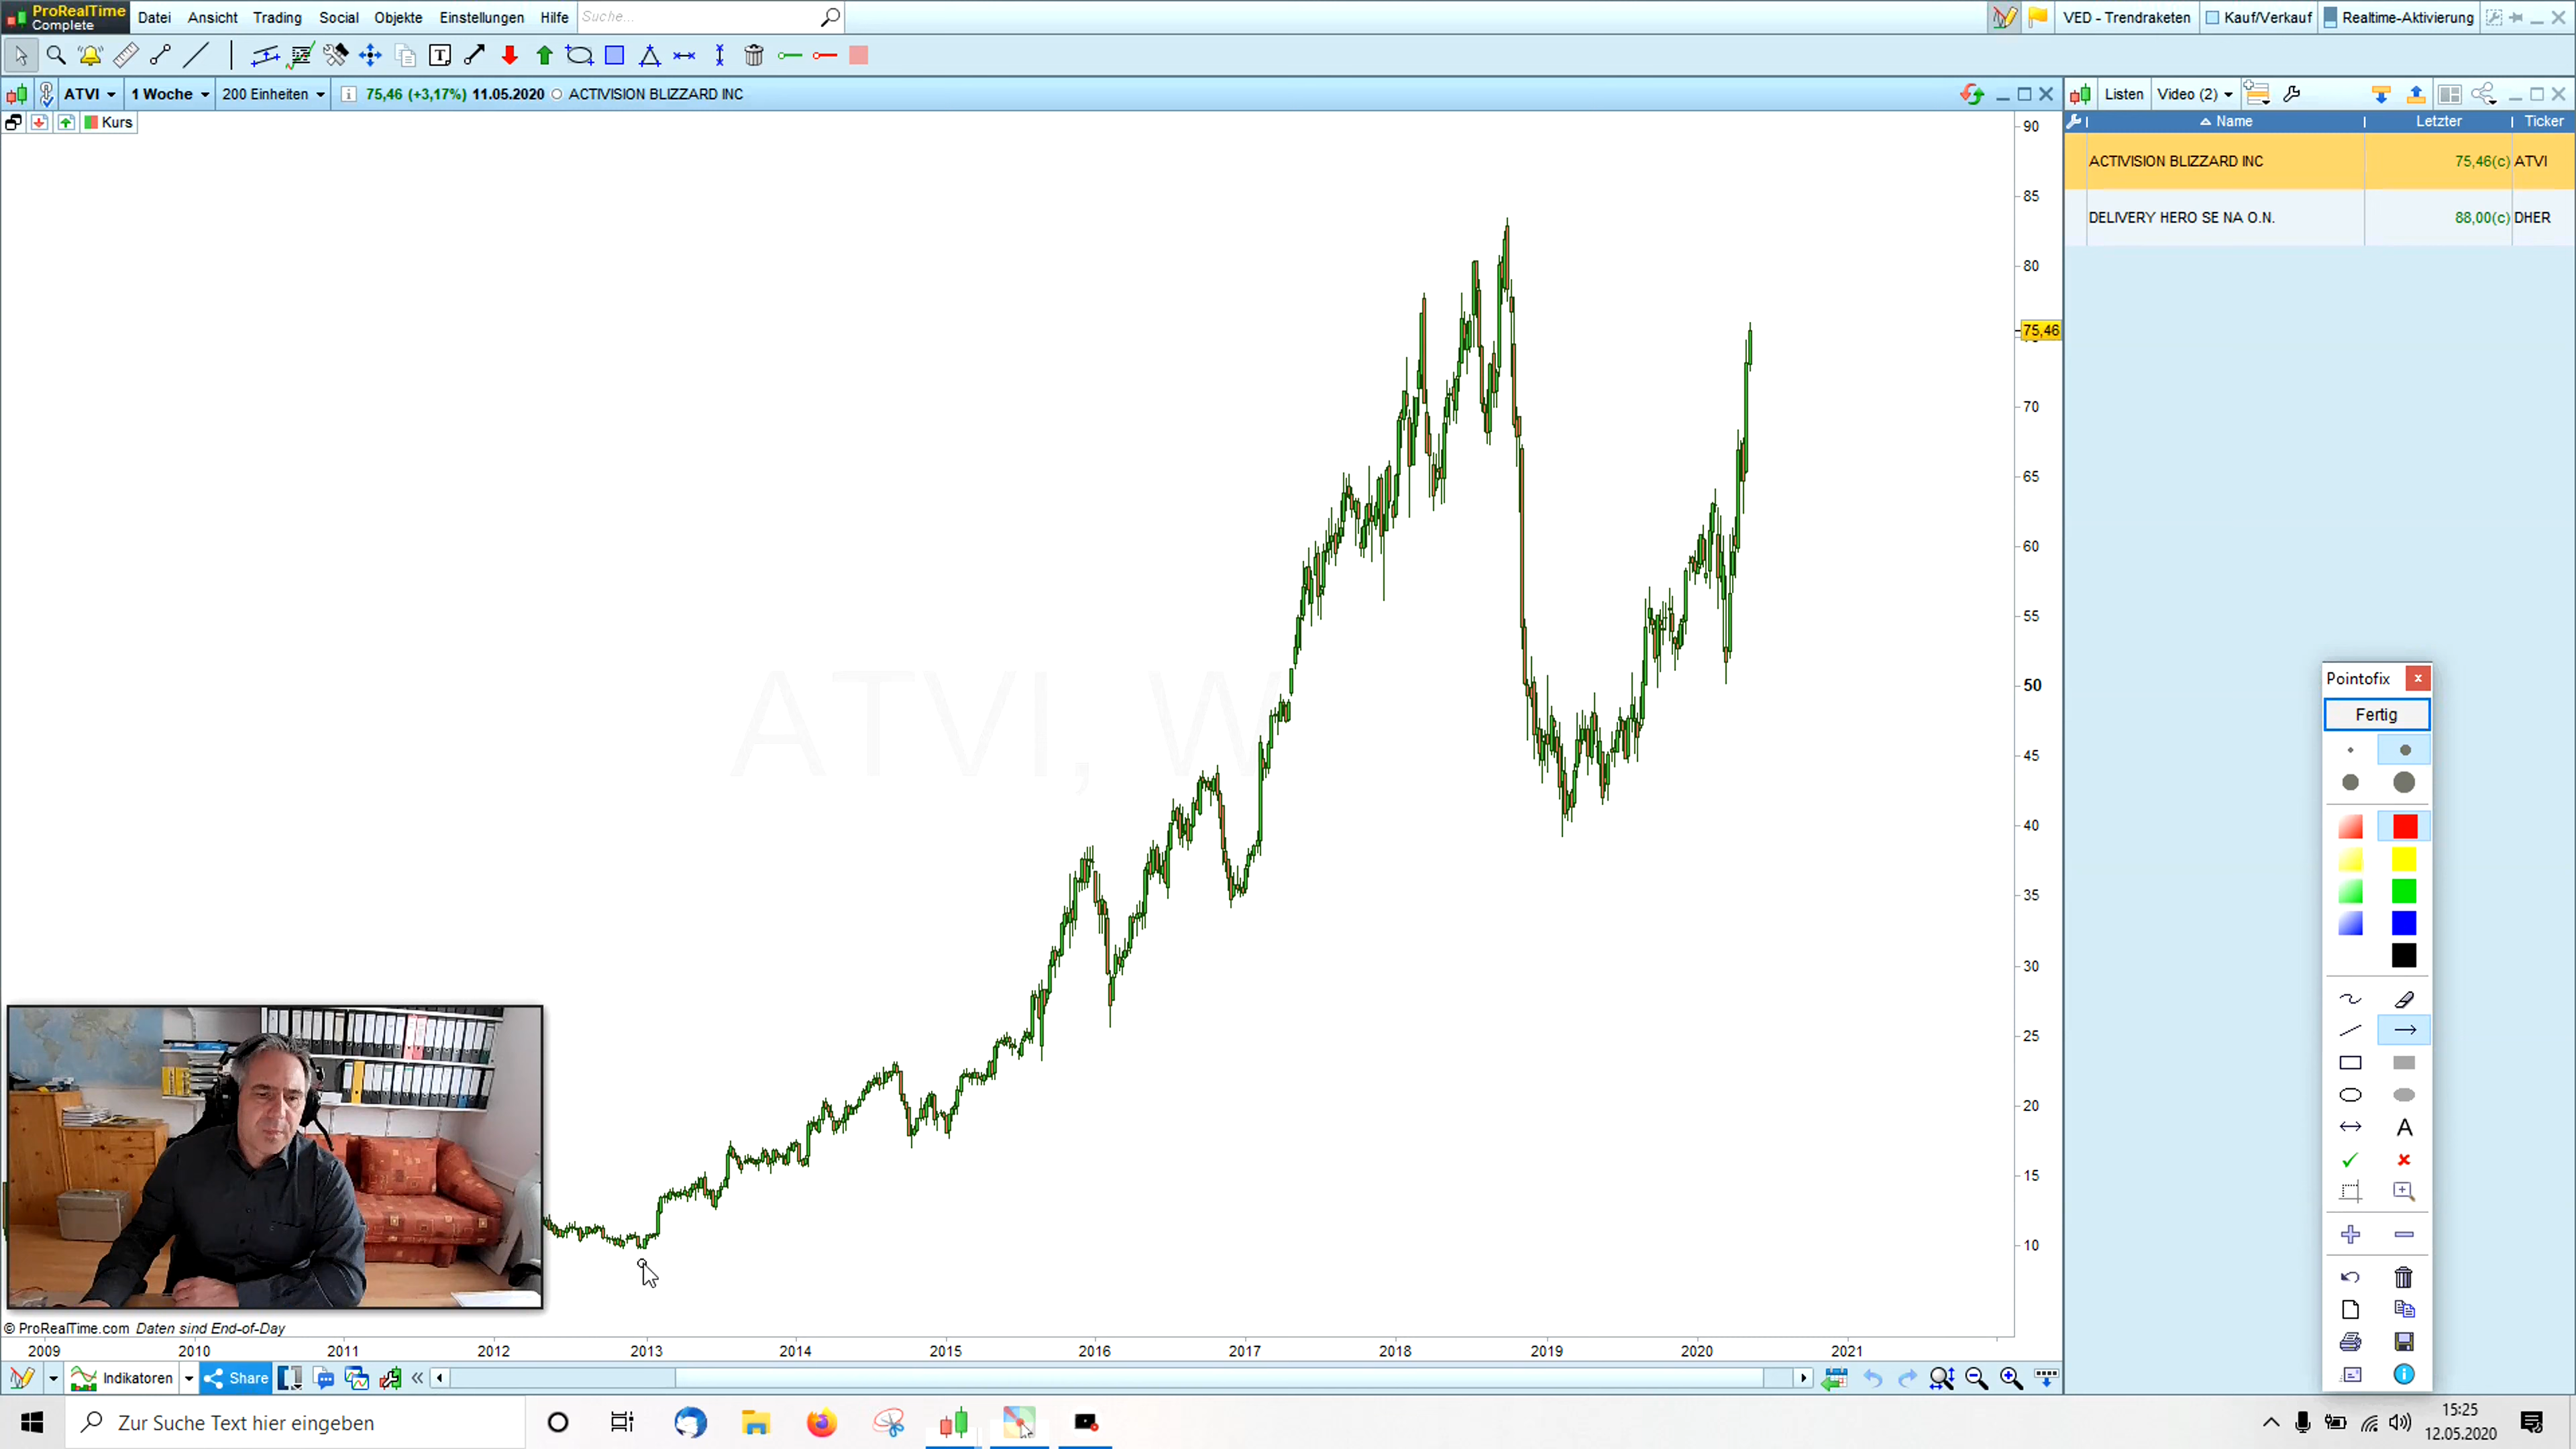 ProRealTime Datei Ansicht Trading Social Objekte Einstellungen Hilfe Suche... VED - Trendraketen Kauf/Verkauf Realtime-Aktivierung
Complete
ATVI 1 Woche 200 Einheiten 75,46 (+3,17%) 11.05.2020 ACTIVISION BLIZZARD INC Listen Video (2)
Kurs
Name Letzter Ticker
ACTIVISION BLIZZARD INC 75,46(c) ATVI
DELIVERY HERO SE NA O.N. 88,00(c) DHER
90
85
80
75,46
70
65
60
55
50
45
40
35
30
25
20
15
10
ATVI, W
Pointofix
Fertig
A
© ProRealTime.com Daten sind End-of-Day
2009 2010 2011 2012 2013 2014 2015 2016 2017 2018 2019 2020 2021
Indikatoren Share
Zur Suche Text hier eingeben
15:25
12.05.2020